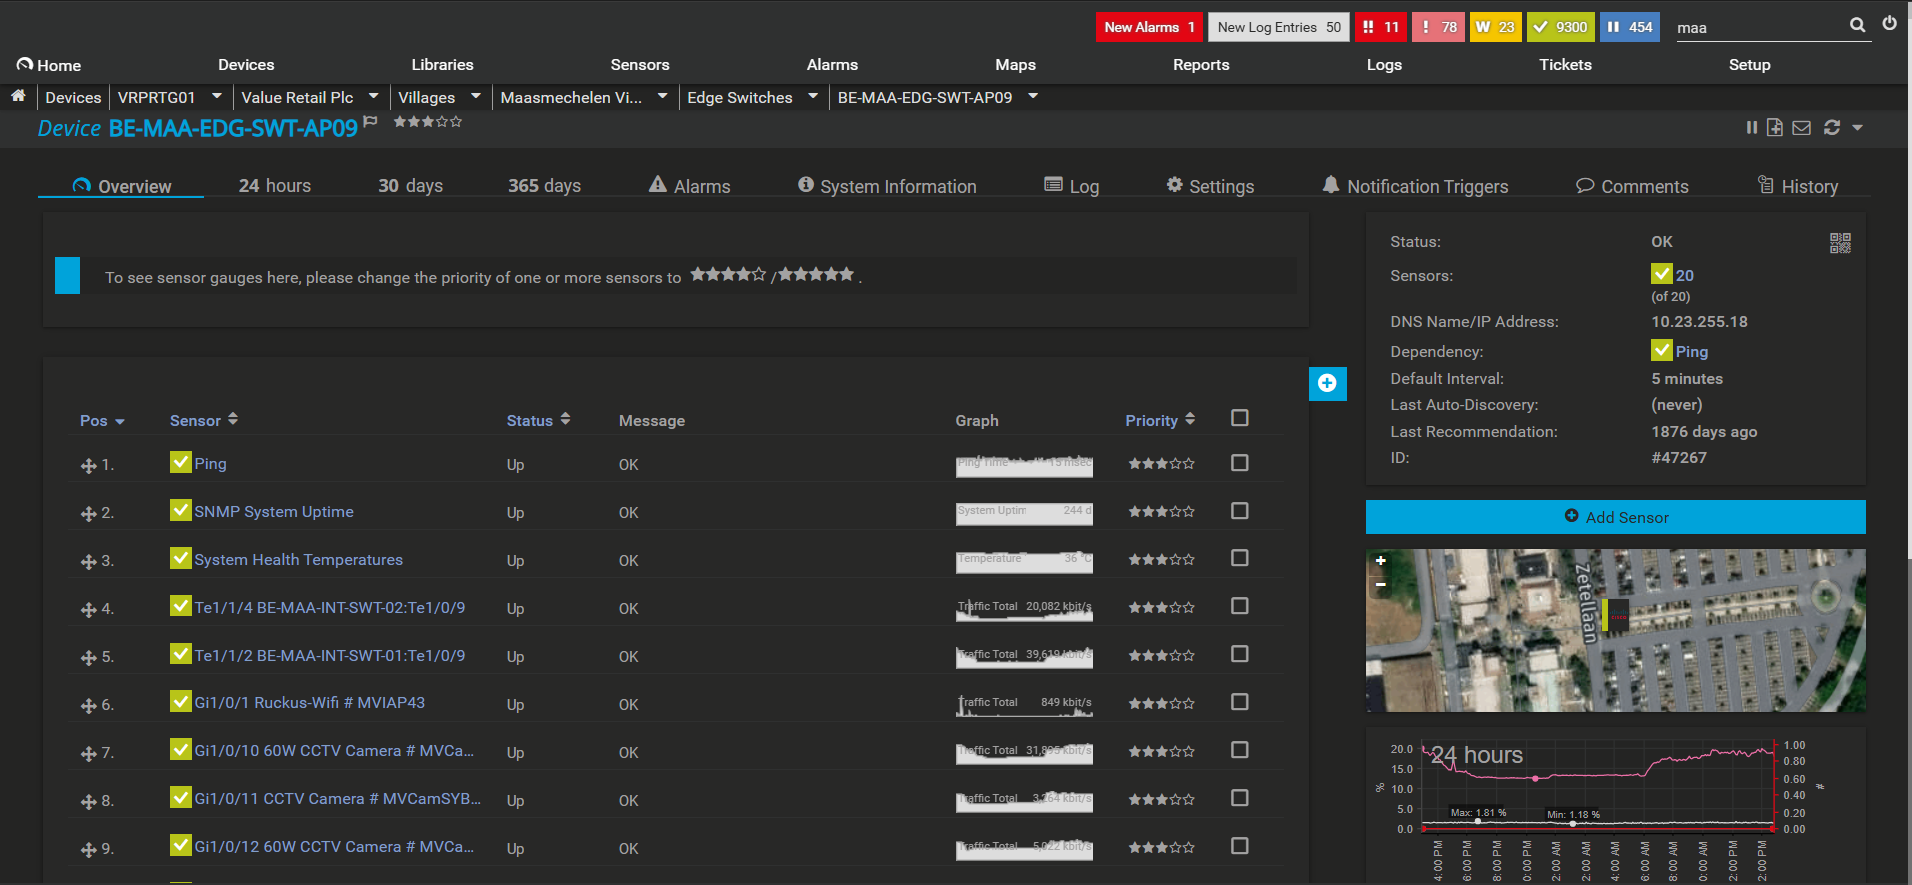 New Alarms 1 New Log Entries 50 !! 11 ! 78 W 23 9300 454 maa
Home Devices Libraries Sensors Alarms Maps Reports Logs Tickets Setup
Devices VRPRTG01 Value Retail Plc Villages Maasmechelen Vi... Edge Switches BE-MAA-EDG-SWT-AP09
Device BE-MAA-EDG-SWT-AP09
Overview 24 hours 30 days 365 days Alarms System Information Log Settings Notification Triggers Comments History
To see sensor gauges here, please change the priority of one or more sensors to / .
Pos Sensor Status Message Graph Priority
1. Ping Up OK Ping Time 15 msec
2. SNMP System Uptime Up OK System Uptim 244 d
3. System Health Temperatures Up OK Temperature 36 °C
4. Te1/1/4 BE-MAA-INT-SWT-02:Te1/0/9 Up OK Traffic Total 20,082 kbit/s
5. Te1/1/2 BE-MAA-INT-SWT-01:Te1/0/9 Up OK Traffic Total 39,619 kbit/s
6. Gi1/0/1 Ruckus-Wifi # MVIAP43 Up OK Traffic Total 849 kbit/s
7. Gi1/0/10 60W CCTV Camera # MVCa... Up OK Traffic Total 31,895 kbit/s
8. Gi1/0/11 CCTV Camera # MVCamSYB... Up OK Traffic Total 3,264 kbit/s
9. Gi1/0/12 60W CCTV Camera # MVCa... Up OK Traffic Total 5,022 kbit/s
Status: OK
Sensors: 20
(of 20)
DNS Name/IP Address: 10.23.255.18
Dependency: Ping
Default Interval: 5 minutes
Last Auto-Discovery: (never)
Last Recommendation: 1876 days ago
ID: #47267
Add Sensor
+
−
Zetellaan
24 hours
20.0 1.00
0.80
15.0
0.60
% 10.0 #
0.40
5.0 0.20
Max: 1.81 % Min: 1.18 %
0.0 0.00
4:00 PM 6:00 PM 8:00 PM 0:00 PM 2:00 AM 2:00 AM 4:00 AM 6:00 AM 8:00 AM 0:00 AM 2:00 PM 2:00 PM